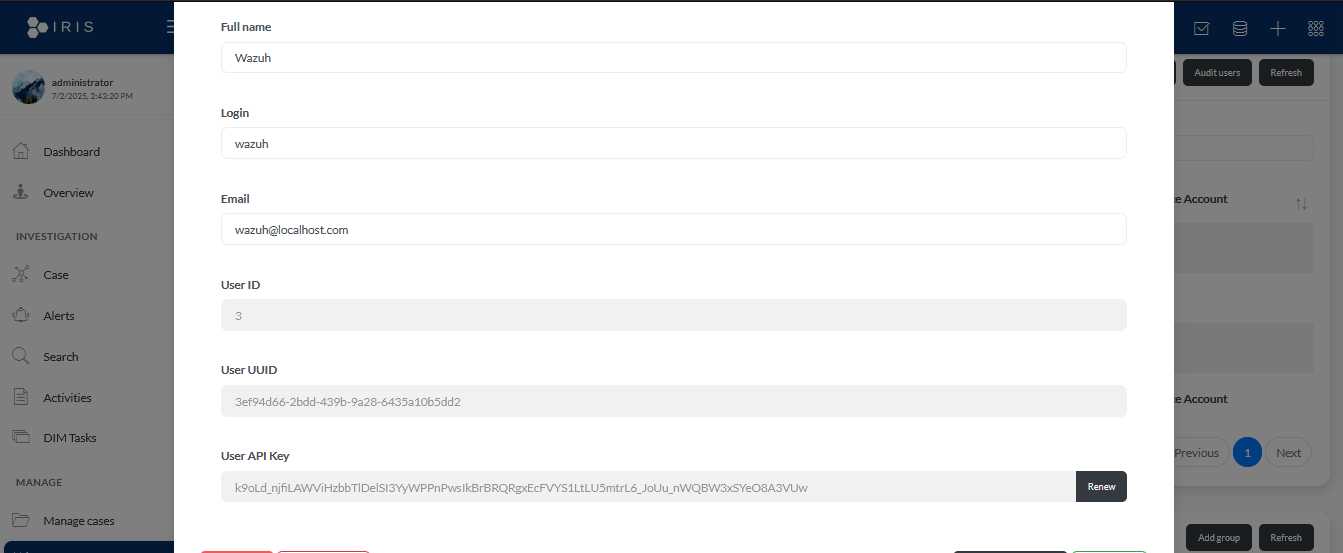 IRIS
administrator
7/2/2025, 2:43:20 PM
Dashboard
Overview
INVESTIGATION
Case
Alerts
Search
Activities
DIM Tasks
MANAGE
Manage cases
Full name
Wazuh
Login
wazuh
Email
wazuh@localhost.com
User ID
3
User UUID
3ef94d66-2bdd-439b-9a28-6435a10b5dd2
User API Key
k9oLd_njfiLAWViHzbbTlDelSI3YyWPPnPwsIkBrBRQRgxEcFVYS1LtLU5mtrL6_JoUu_nWQBW3xSYeO8A3VUw
Renew
Audit users
Refresh
Account
Account
Previous
1
Next
Add group
Refresh